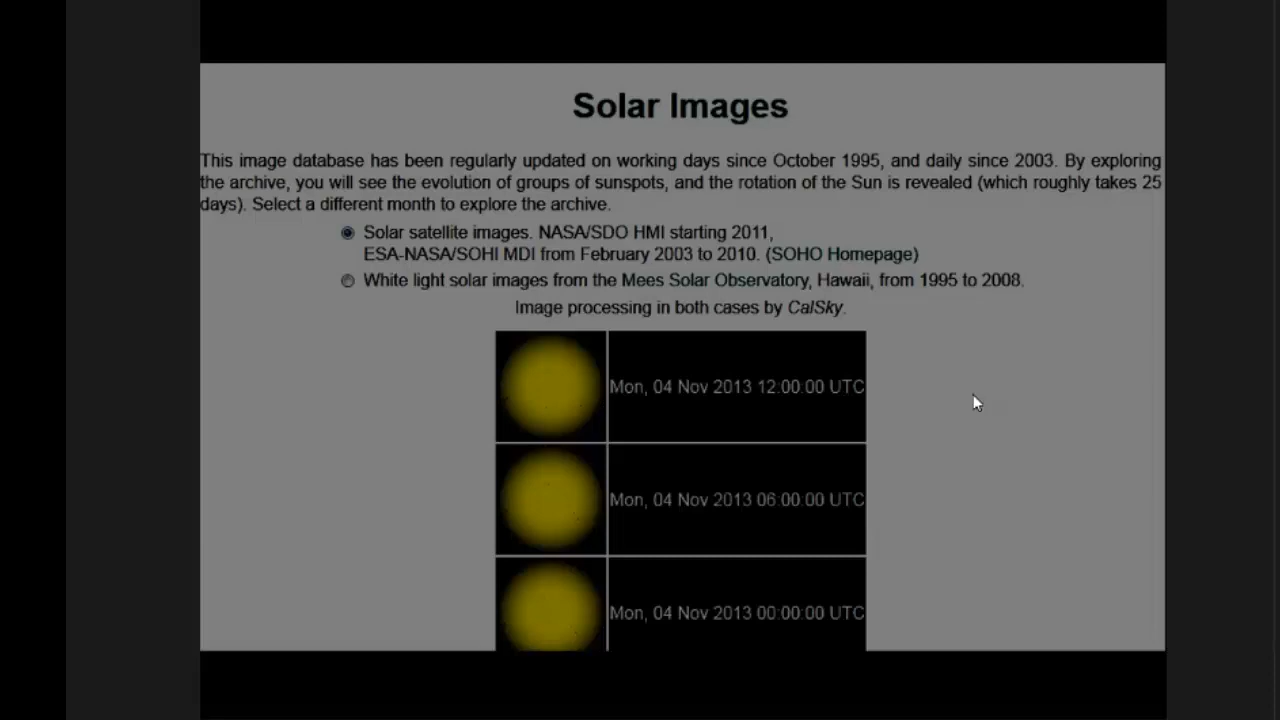 Solar Images
This image database has been regularly updated on working days since October 1995, and daily since 2003. By exploring
the archive, you will see the evolution of groups of sunspots, and the rotation of the Sun is revealed (which roughly takes 25
days). Select a different month to explore the archive.
Solar satellite images. NASA/SDO HMI starting 2011,
ESA-NASA/SOHI MDI from February 2003 to 2010. (SOHO Homepage)
White light solar images from the Mees Solar Observatory, Hawaii, from 1995 to 2008.
Image processing in both cases by CalSky.
Mon, 04 Nov 2013 12:00:00 UTC
Mon, 04 Nov 2013 06:00:00 UTC
Mon, 04 Nov 2013 00:00:00 UTC